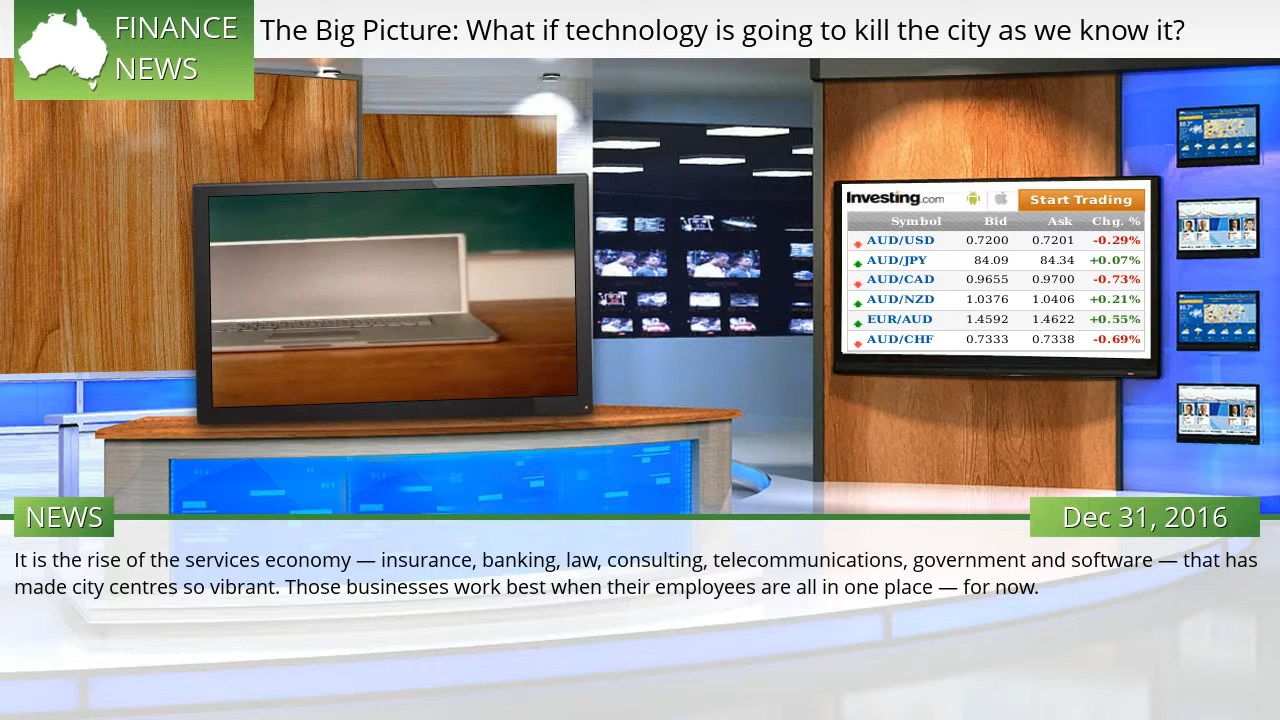 FINANCE
NEWS
The Big Picture: What if technology is going to kill the city as we know it?
Investing.com
Start Trading
Symbol Bid Ask Chg. %
AUD/USD 0.7200 0.7201 -0.29%
AUD/JPY 84.09 84.34 +0.07%
AUD/CAD 0.9655 0.9700 -0.73%
AUD/NZD 1.0376 1.0406 +0.21%
EUR/AUD 1.4592 1.4622 +0.55%
AUD/CHF 0.7333 0.7338 -0.69%
NEWS
Dec 31, 2016
It is the rise of the services economy — insurance, banking, law, consulting, telecommunications, government and software — that has
made city centres so vibrant. Those businesses work best when their employees are all in one place — for now.